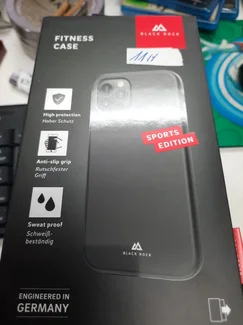 FITNESS
CASE
BLACK ROCK
High protection
Hoher Schutz
Anti-slip grip
Rutschfester
Griff
SPORTS
EDITION
Sweat proof
Schweiß-
beständig
BLACK ROCK
ENGINEERED IN
GERMANY